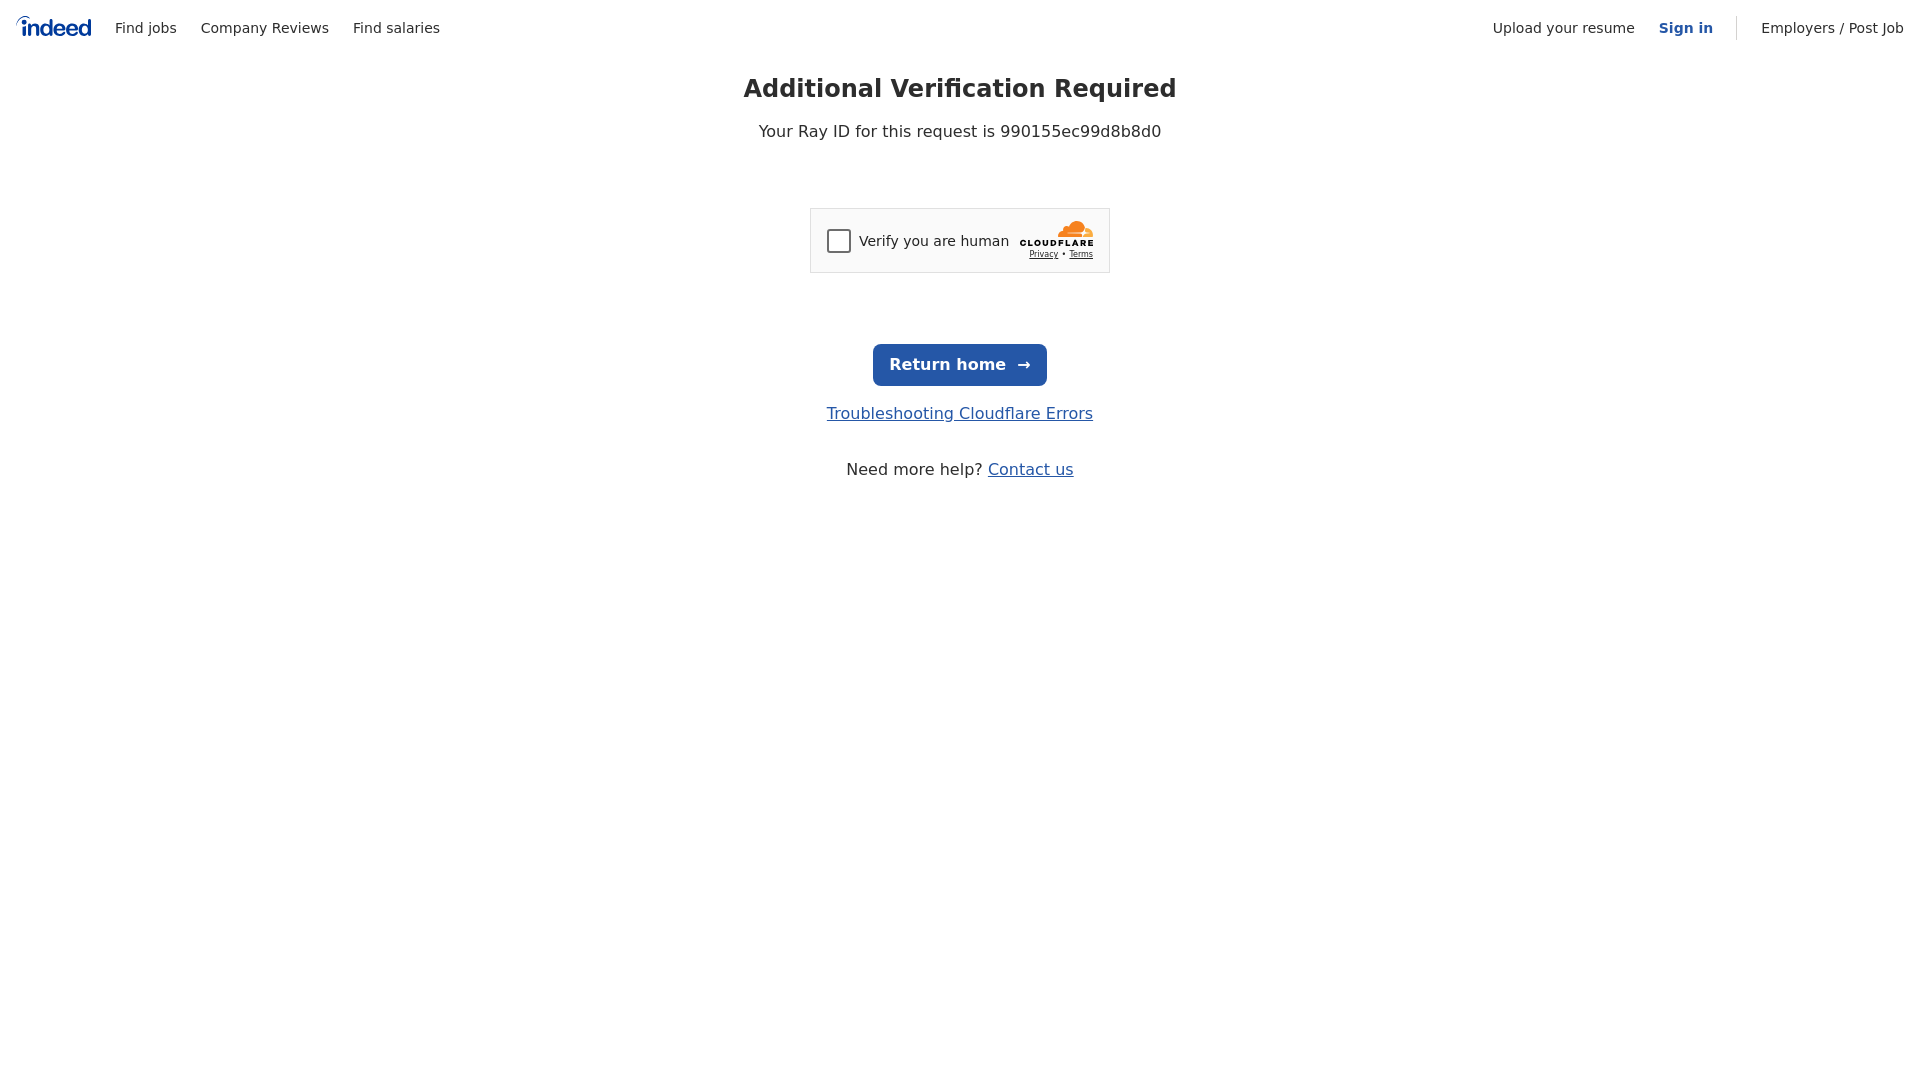 indeed Find jobs Company Reviews Find salaries Upload your resume Sign in Employers / Post Job
Additional Verification Required
Your Ray ID for this request is 990155ec99d8b8d0
Verify you are human
CLOUDFLARE
Privacy • Terms
Return home →
Troubleshooting Cloudflare Errors
Need more help? Contact us